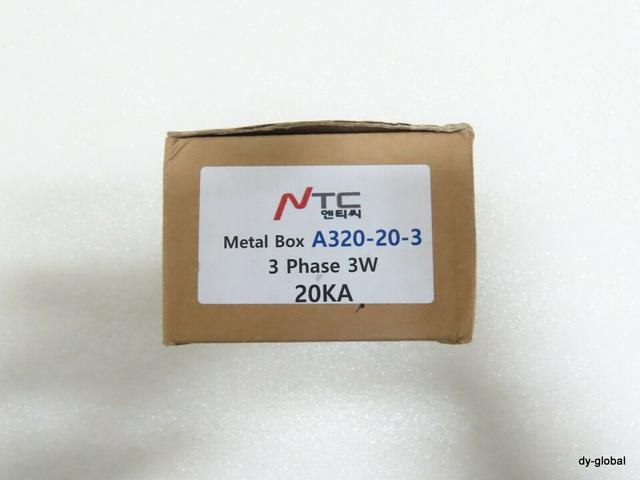 NTC
엔티씨
Metal Box A320-20-3
3 Phase 3W
20KA
dy-global